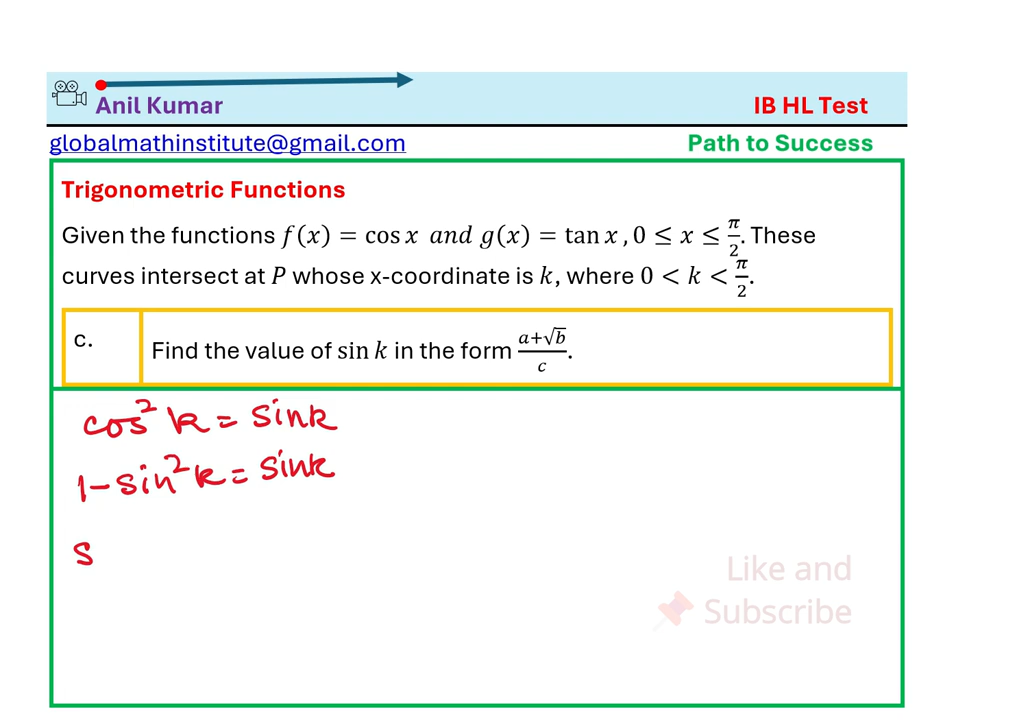 Anil Kumar
IB HL Test
globalmathinstitute@gmail.com
Path to Success
Trigonometric Functions
Given the functions f(x) = cos x and g(x) = tan x , 0 ≤ x ≤ π/2. These
curves intersect at P whose x-coordinate is k, where 0 < k < π/2.
c.
Find the value of sin k in the form (a+√b)/c.
cos² k = sin k
1 − sin² k = sin k
s
Like and
Subscribe